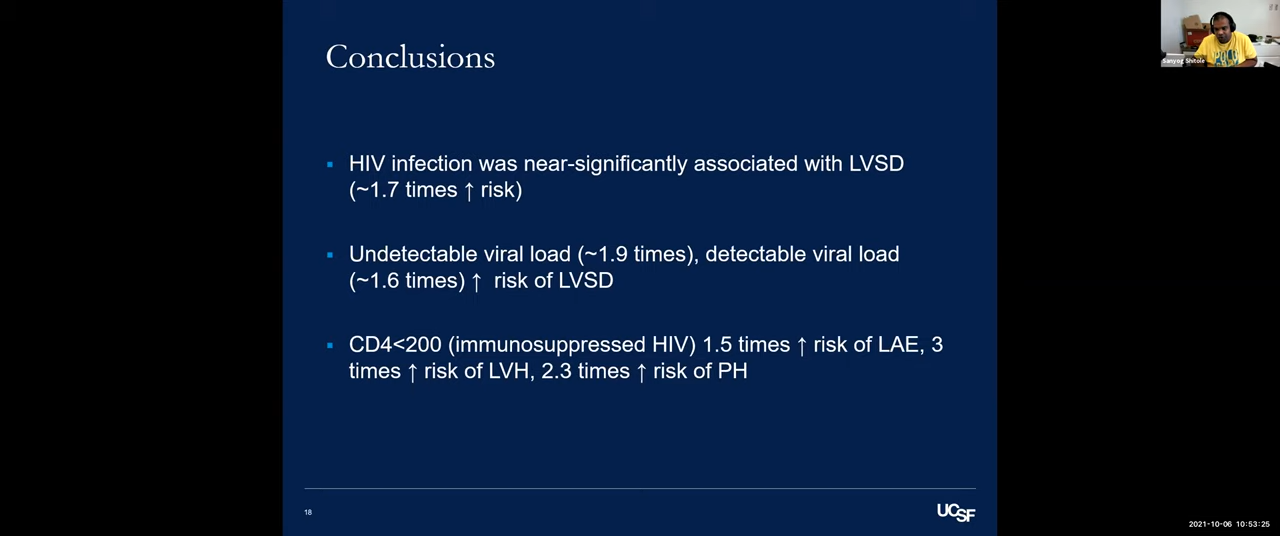 Conclusions
Sanyog Shitole
▪ HIV infection was near-significantly associated with LVSD
(~1.7 times ↑ risk)
▪ Undetectable viral load (~1.9 times), detectable viral load
(~1.6 times) ↑ risk of LVSD
▪ CD4<200 (immunosuppressed HIV) 1.5 times ↑ risk of LAE, 3
times ↑ risk of LVH, 2.3 times ↑ risk of PH
18
UCSF
2021-10-06 10:53:25